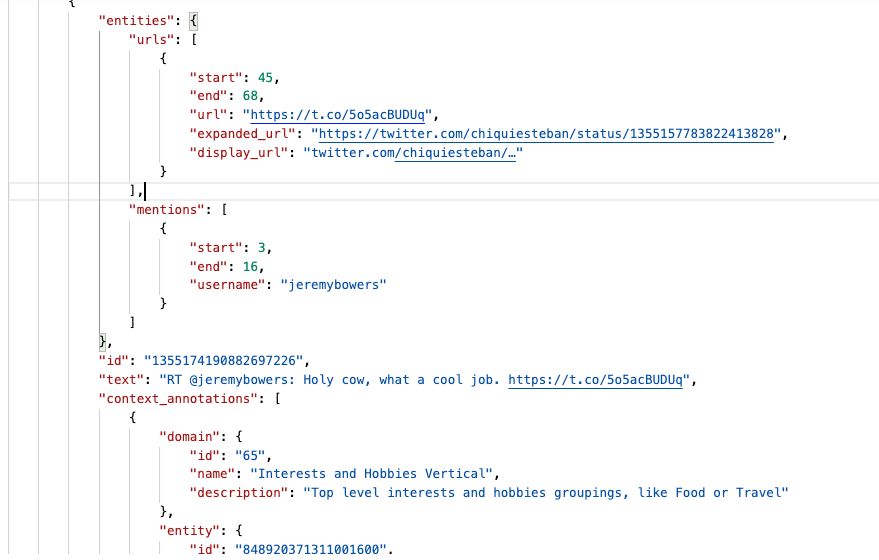 {
"entities": {
"urls": [
{
"start": 45,
"end": 68,
"url": "https://t.co/5o5acBUDUq",
"expanded_url": "https://twitter.com/chiquiesteban/status/1355157783822413828",
"display_url": "twitter.com/chiquiesteban/…"
}
],
"mentions": [
{
"start": 3,
"end": 16,
"username": "jeremybowers"
}
]
},
"id": "1355174190882697226",
"text": "RT @jeremybowers: Holy cow, what a cool job. https://t.co/5o5acBUDUq",
"context_annotations": [
{
"domain": {
"id": "65",
"name": "Interests and Hobbies Vertical",
"description": "Top level interests and hobbies groupings, like Food or Travel"
},
"entity": {
"id": "848920371311001600",